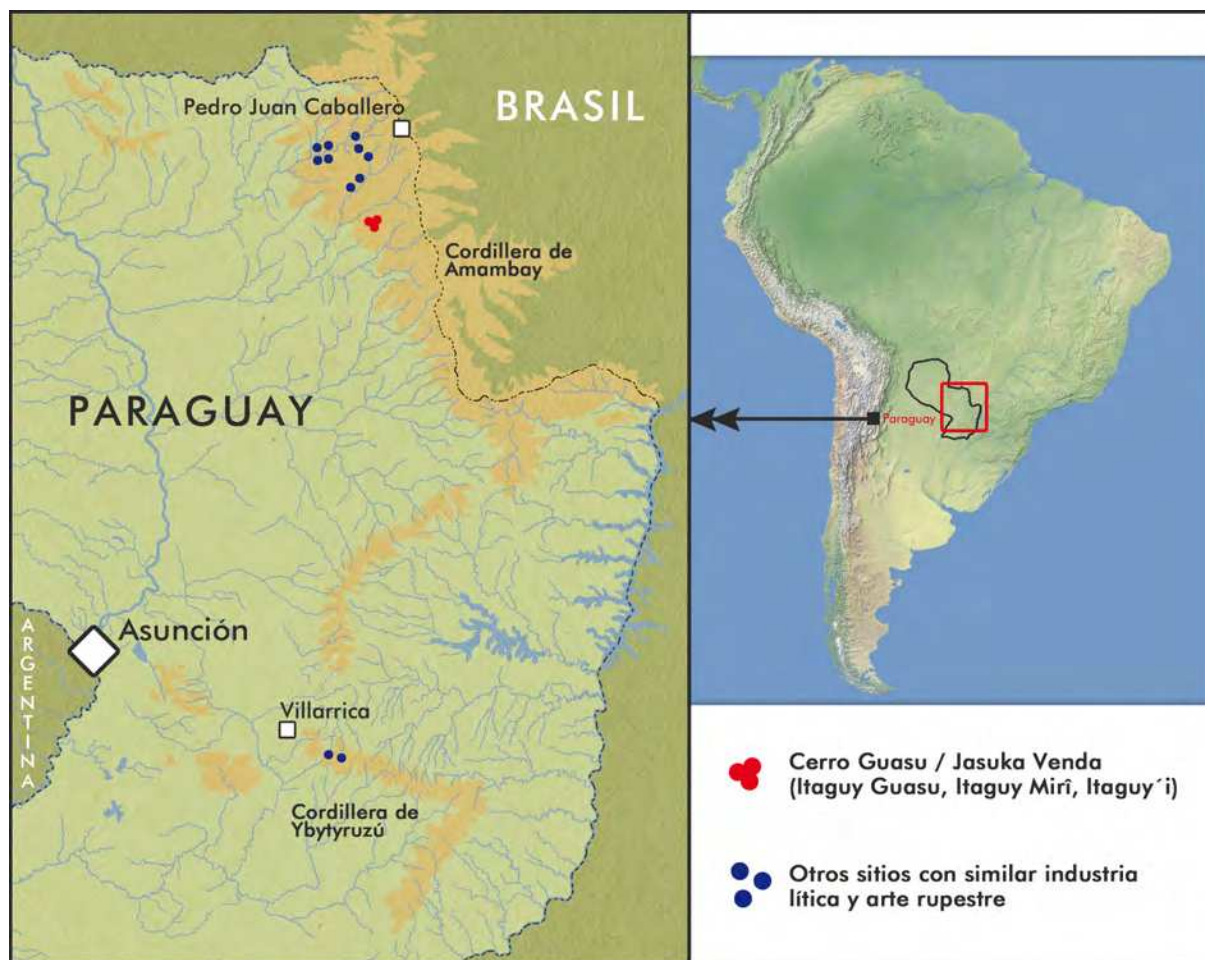 Pedro Juan Caballero
BRASIL
Cordillera de
Amambay
PARAGUAY
Asunción
ARGENTINA
Villarrica
Cordillera de
Ybytyruzú
Paraguay
Cerro Guasu / Jasuka Venda
(Itaguy Guasu, Itaguy Mirî, Itaguy´i)
Otros sitios con similar industria
lítica y arte rupestre